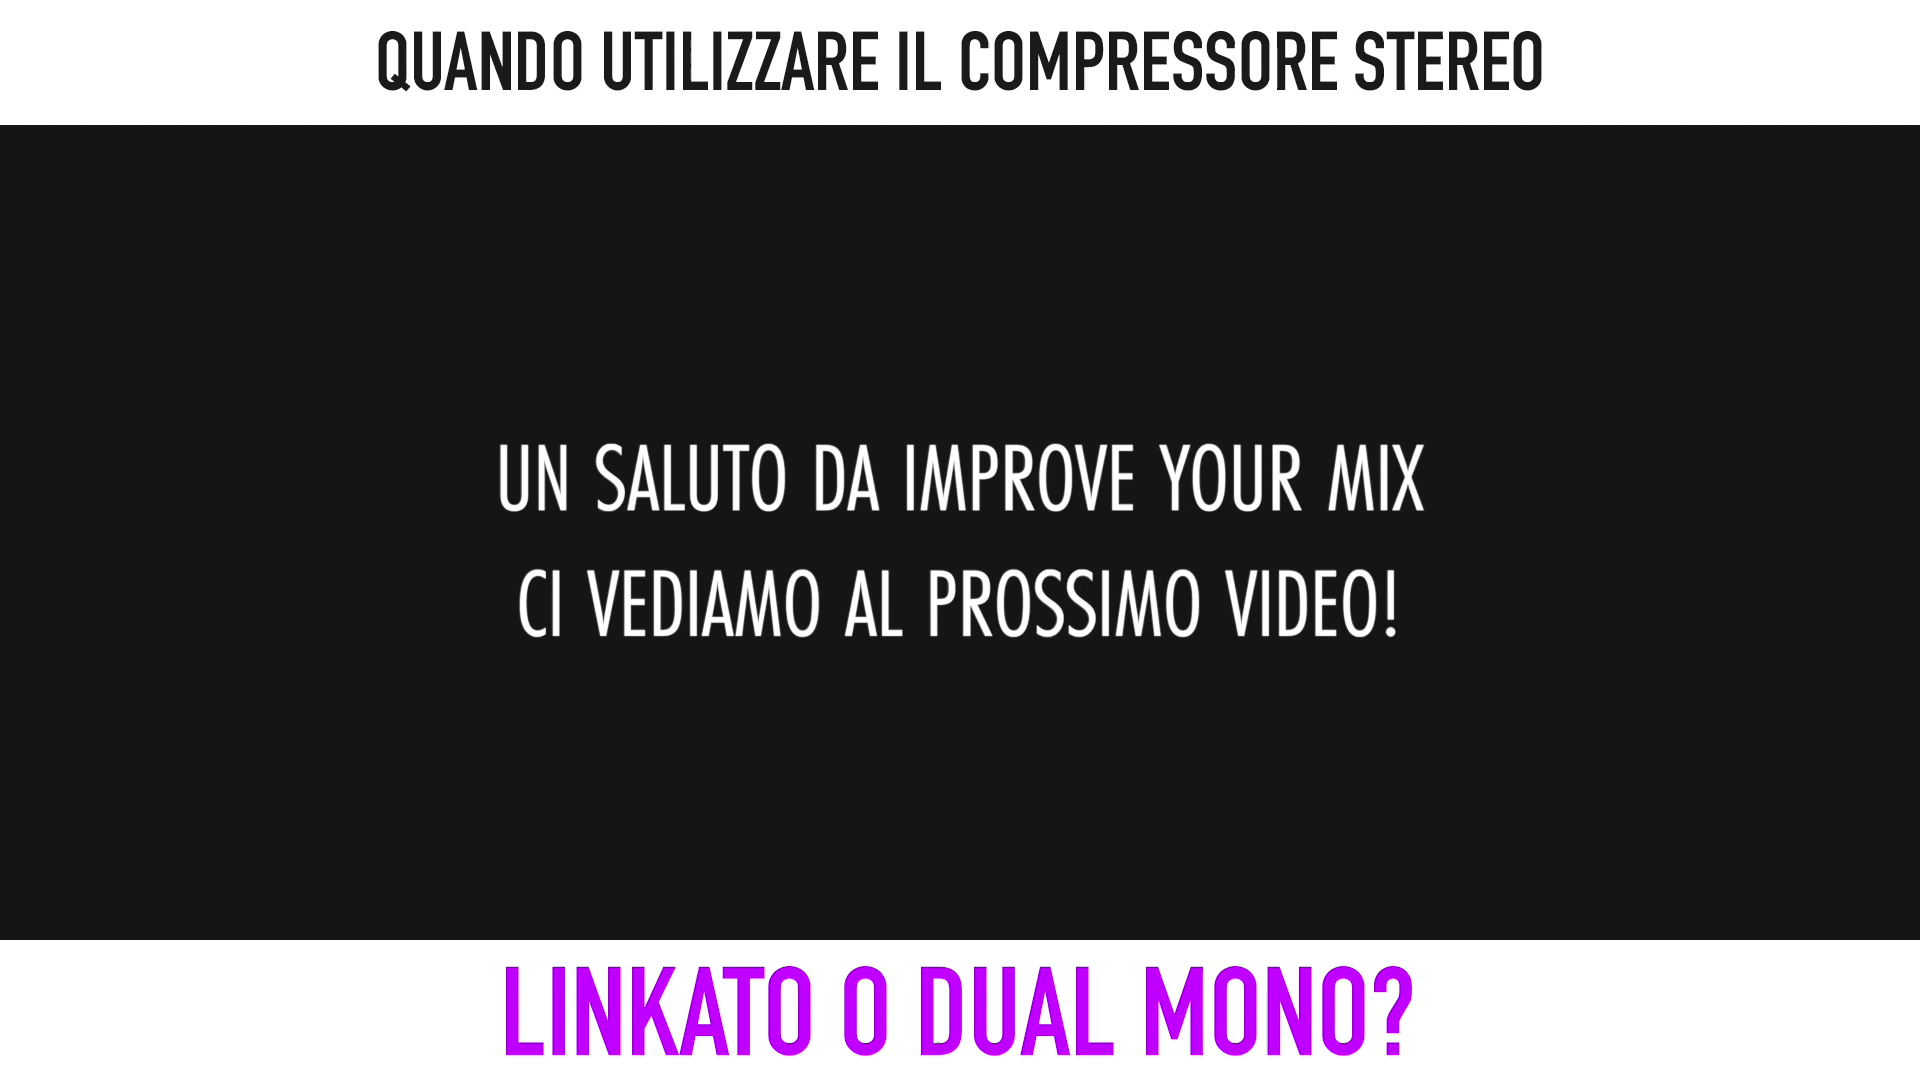 QUANDO UTILIZZARE IL COMPRESSORE STEREO
UN SALUTO DA IMPROVE YOUR MIX
CI VEDIAMO AL PROSSIMO VIDEO!
LINKATO O DUAL MONO?